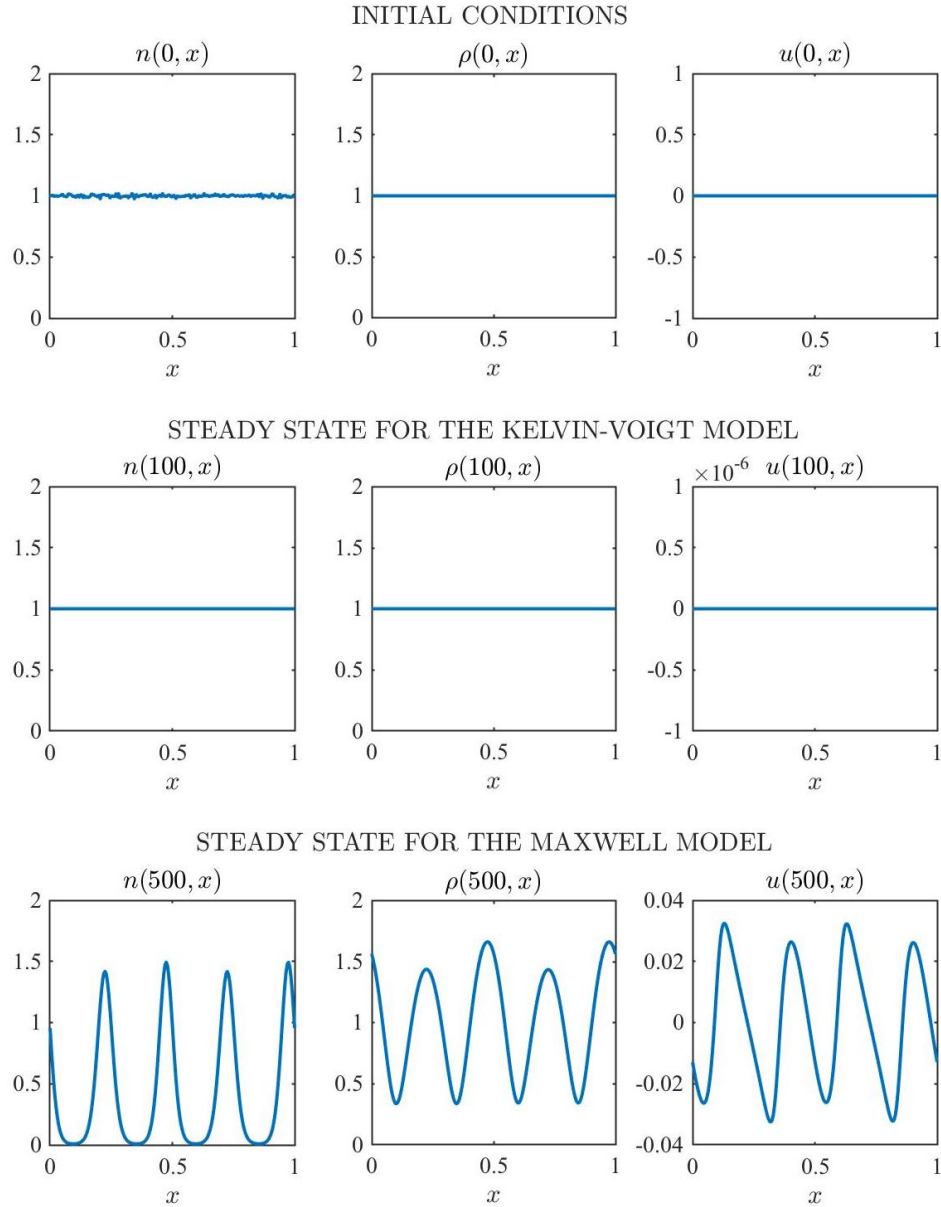 INITIAL CONDITIONS
n(0, x) ρ(0, x) u(0, x)
2 2 1
1.5 1.5 0.5
1 1 0
0.5 0.5 -0.5
0 0 -1
0 0.5 1 0 0.5 1 0 0.5 1
x x x
STEADY STATE FOR THE KELVIN-VOIGT MODEL
n(100, x) ρ(100, x) ×10⁻⁶ u(100, x)
2 2 1
1.5 1.5 0.5
1 1 0
0.5 0.5 -0.5
0 0 -1
0 0.5 1 0 0.5 1 0 0.5 1
x x x
STEADY STATE FOR THE MAXWELL MODEL
n(500, x) ρ(500, x) u(500, x)
2 2 0.04
1.5 1.5 0.02
1 1 0
0.5 0.5 -0.02
0 0 -0.04
0 0.5 1 0 0.5 1 0 0.5 1
x x x